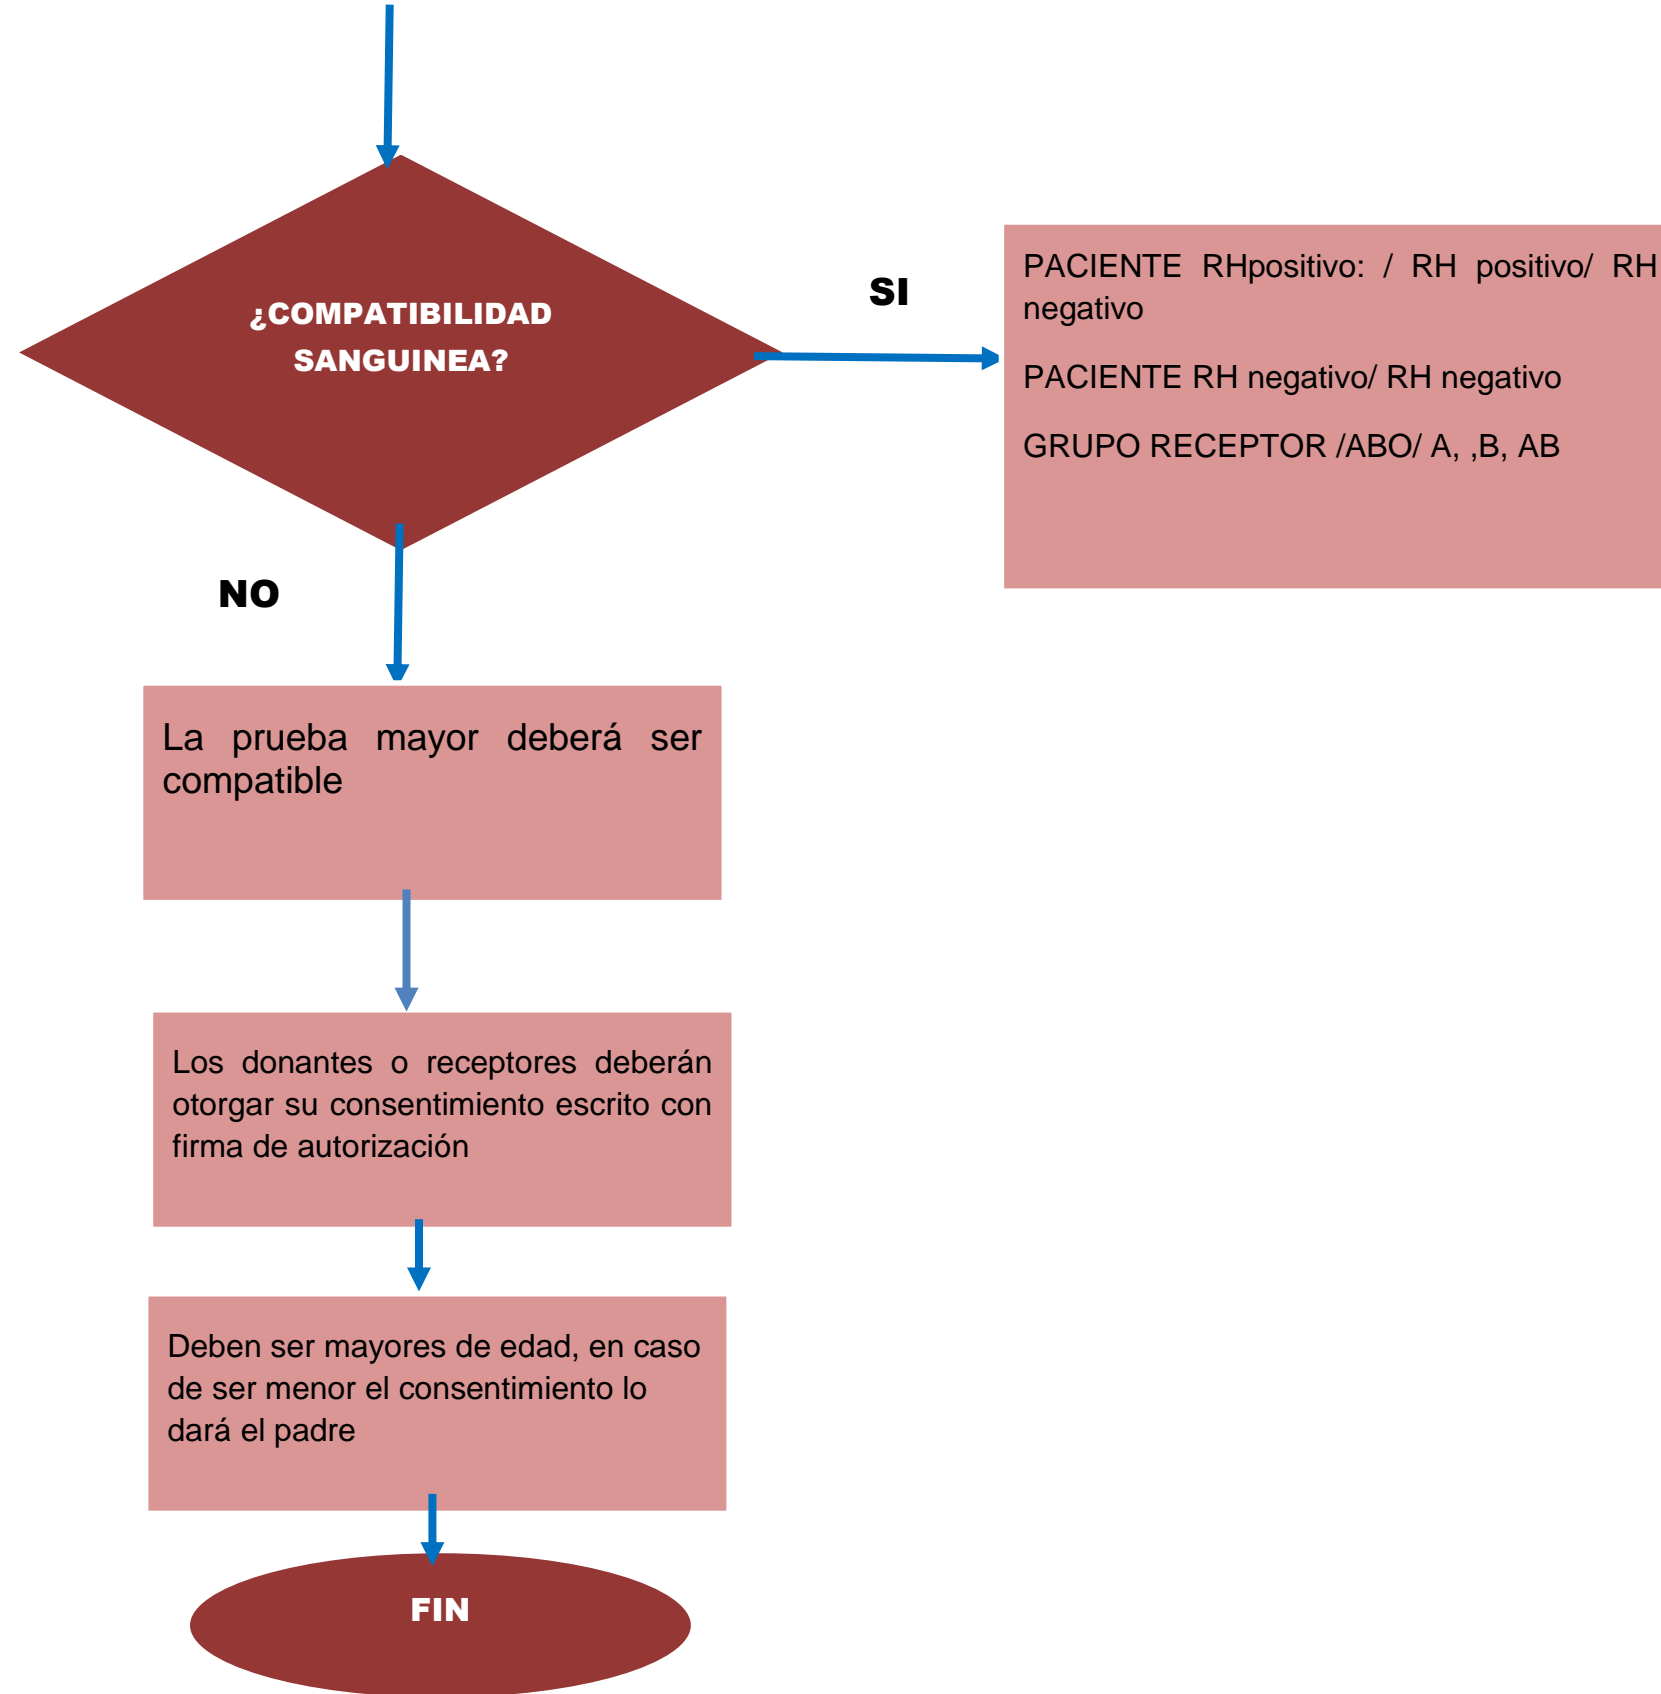 ¿COMPATIBILIDAD
SANGUINEA?
SI
PACIENTE RHpositivo: / RH positivo/ RH
negativo
PACIENTE RH negativo/ RH negativo
GRUPO RECEPTOR /ABO/ A, ,B, AB
NO
La prueba mayor deberá ser
compatible
Los donantes o receptores deberán
otorgar su consentimiento escrito con
firma de autorización
Deben ser mayores de edad, en caso
de ser menor el consentimiento lo
dará el padre
FIN